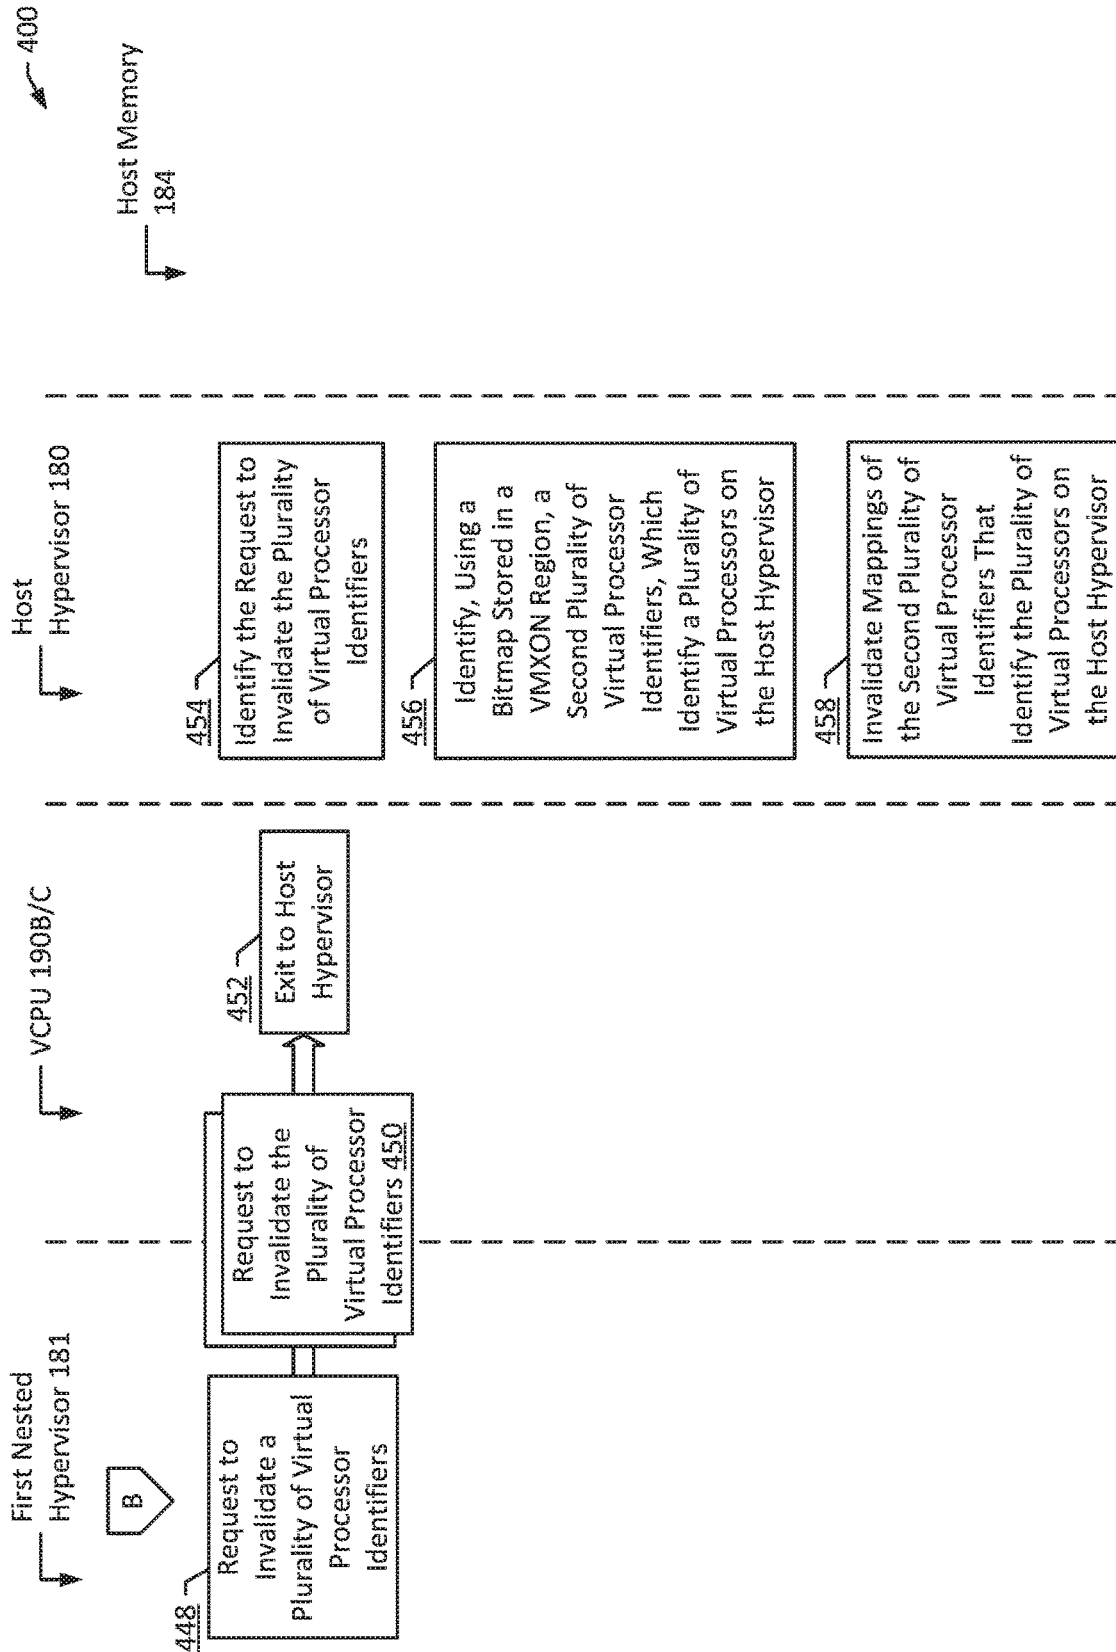 400
First Nested
Hypervisor 181
VCPU 190B/C
Host
Hypervisor 180
Host Memory
184
B
448
Request to
Invalidate a
Plurality of Virtual
Processor
Identifiers
Request to
Invalidate the
Plurality of
Virtual Processor
Identifiers 450
452
Exit to Host
Hypervisor
454
Identify the Request to
Invalidate the Plurality
of Virtual Processor
Identifiers
456
Identify, Using a
Bitmap Stored in a
VMXON Region, a
Second Plurality of
Virtual Processor
Identifiers, Which
Identify a Plurality of
Virtual Processors on
the Host Hypervisor
458
Invalidate Mappings of
the Second Plurality of
Virtual Processor
Identifiers That
Identify the Plurality of
Virtual Processors on
the Host Hypervisor